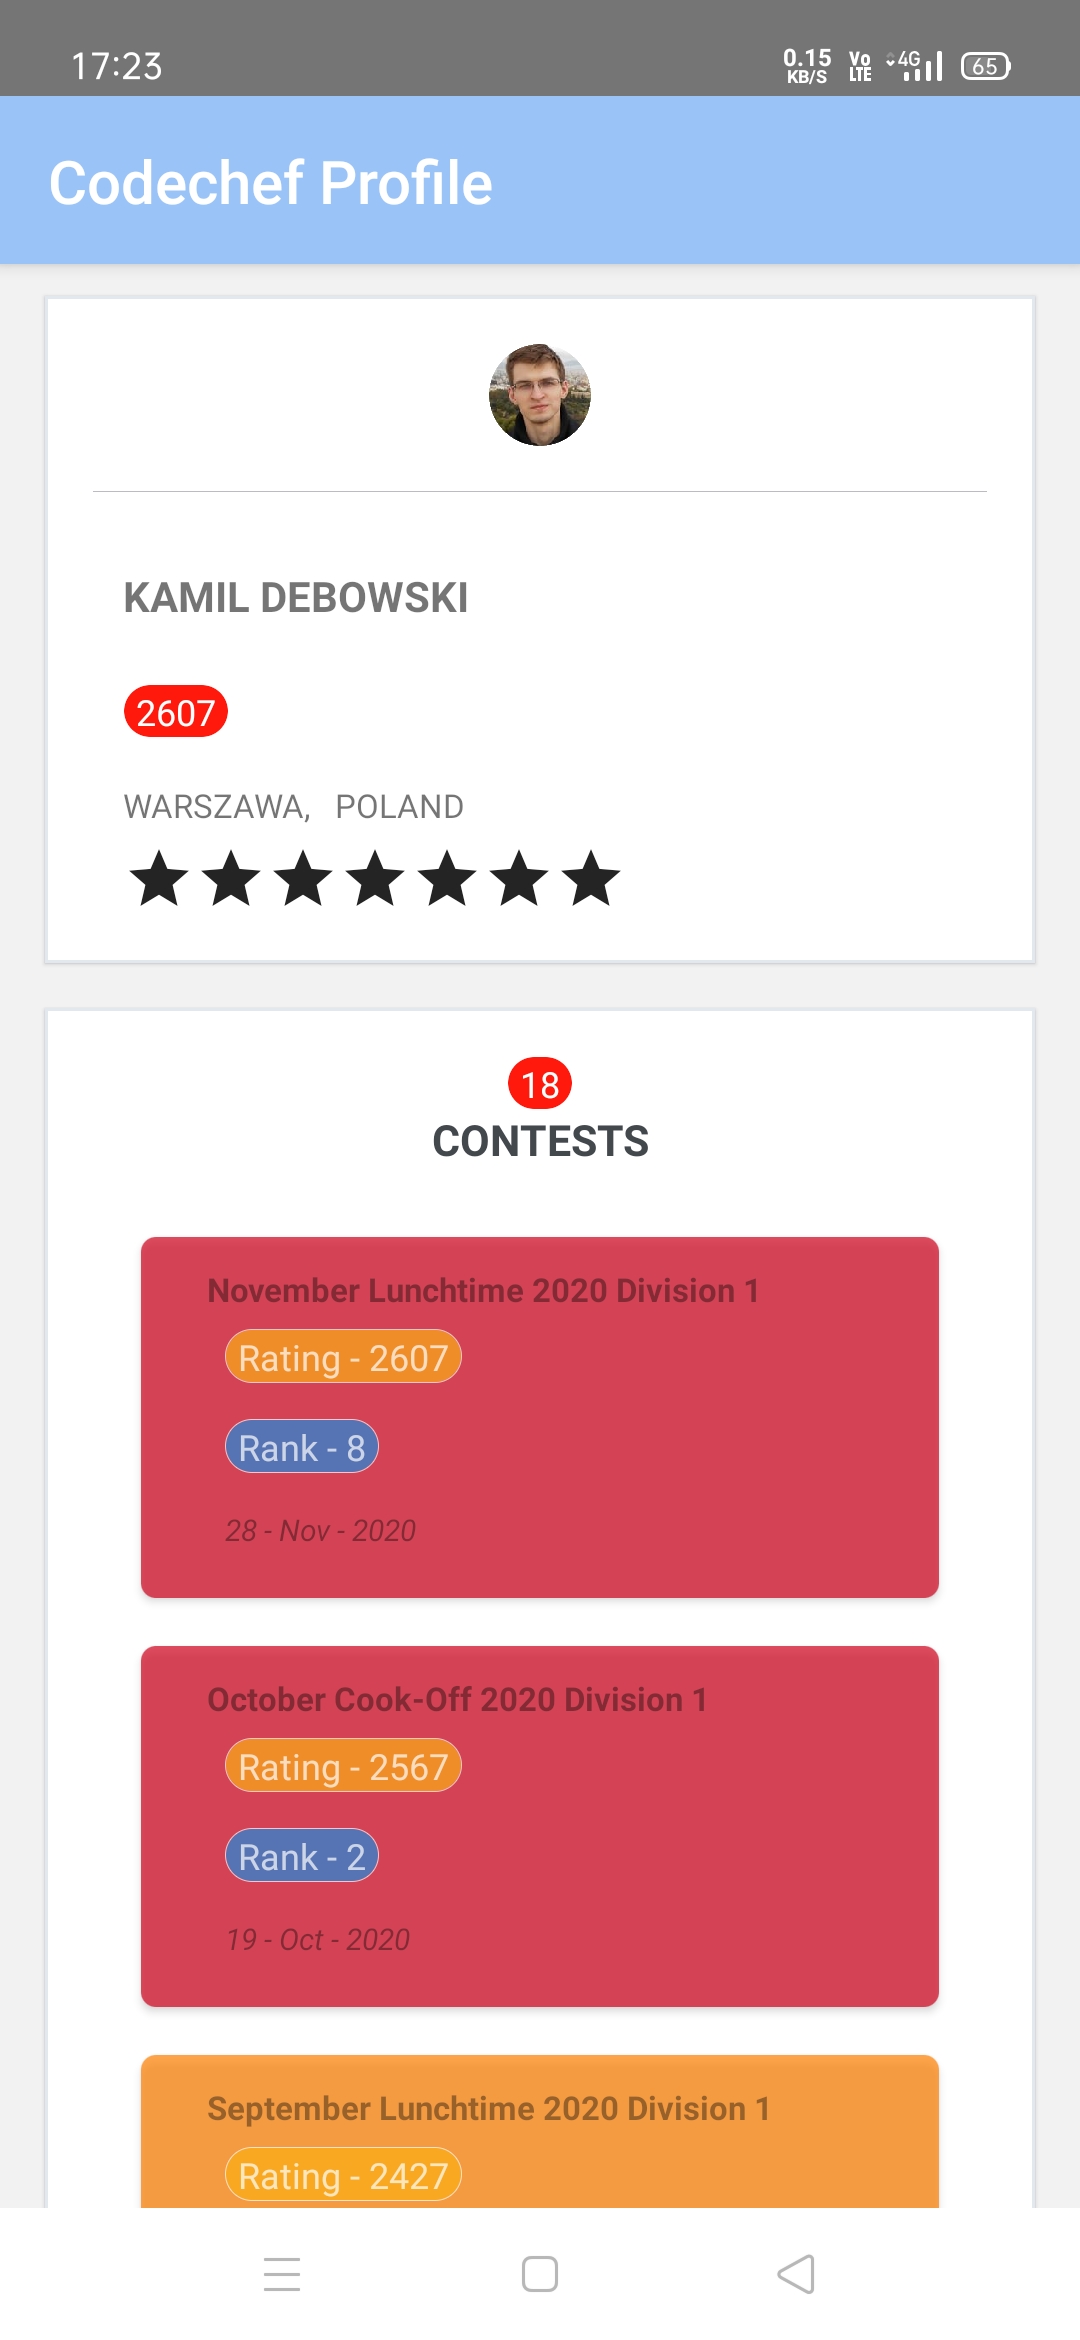 17:23
0.15 KB/S Vo LTE 4G 65
Codechef Profile
KAMIL DEBOWSKI
2607
WARSZAWA, POLAND
18
CONTESTS
November Lunchtime 2020 Division 1
Rating - 2607
Rank - 8
28 - Nov - 2020
October Cook-Off 2020 Division 1
Rating - 2567
Rank - 2
19 - Oct - 2020
September Lunchtime 2020 Division 1
Rating - 2427